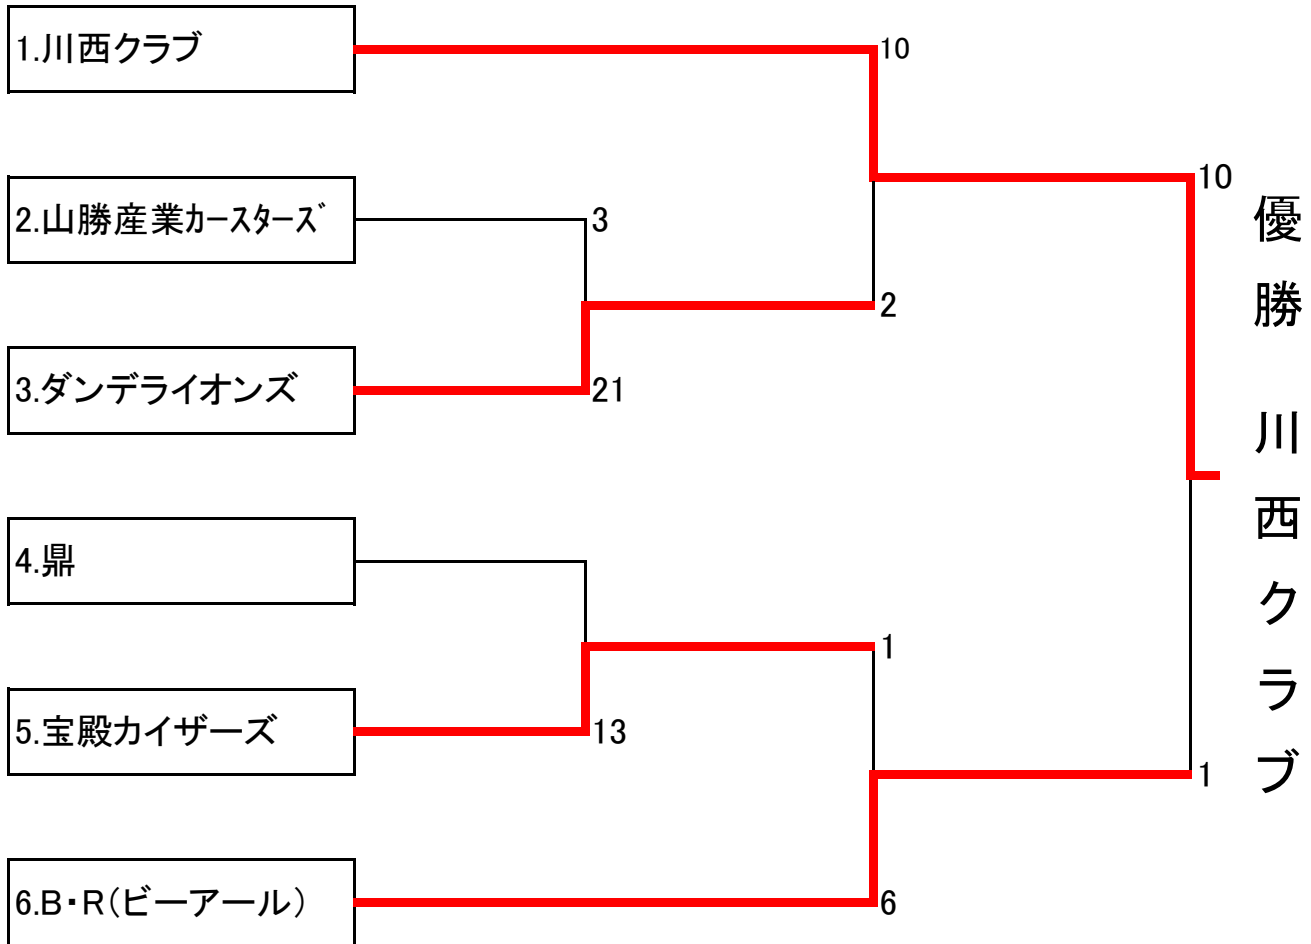 1.川西クラブ
10
10
2.山勝産業ｶｰｽﾀｰｽﾞ
3
2
3.ダンデライオンズ
21
4.鼎
1
5.宝殿カイザーズ
13
1
6.B・R(ビーアール)
6
優勝 川西クラブ